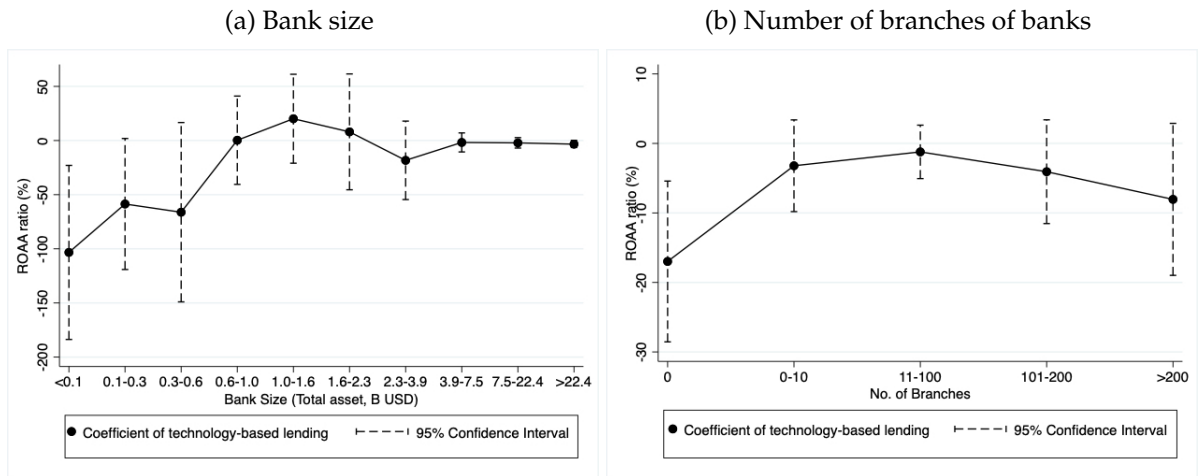 (a) Bank size
(b) Number of branches of banks
ROAA ratio (%)
50
0
-50
-100
-150
-200
<0.1 0.1-0.3 0.3-0.6 0.6-1.0 1.0-1.6 1.6-2.3 2.3-3.9 3.9-7.5 7.5-22.4 >22.4
Bank Size (Total asset, B USD)
Coefficient of technology-based lending 95% Confidence Interval
ROAA ratio (%)
10
0
-10
-20
-30
0 0-10 11-100 101-200 >200
No. of Branches
Coefficient of technology-based lending 95% Confidence Interval